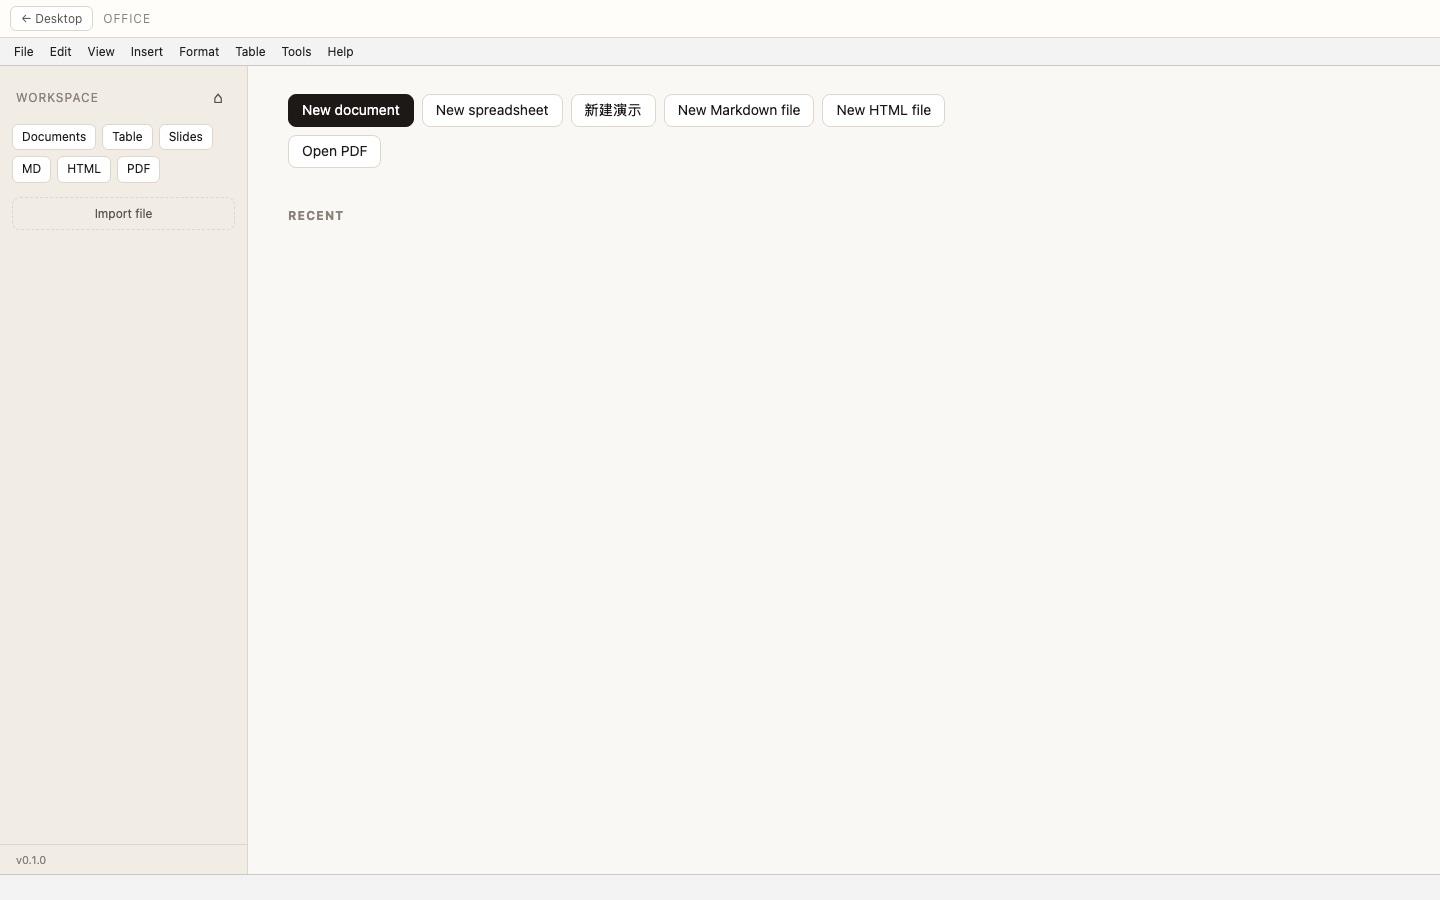 ← Desktop OFFICE
File Edit View Insert Format Table Tools Help
WORKSPACE
Documents Table Slides
MD HTML PDF
Import file
v0.1.0
New document New spreadsheet 新建演示 New Markdown file New HTML file
Open PDF
RECENT